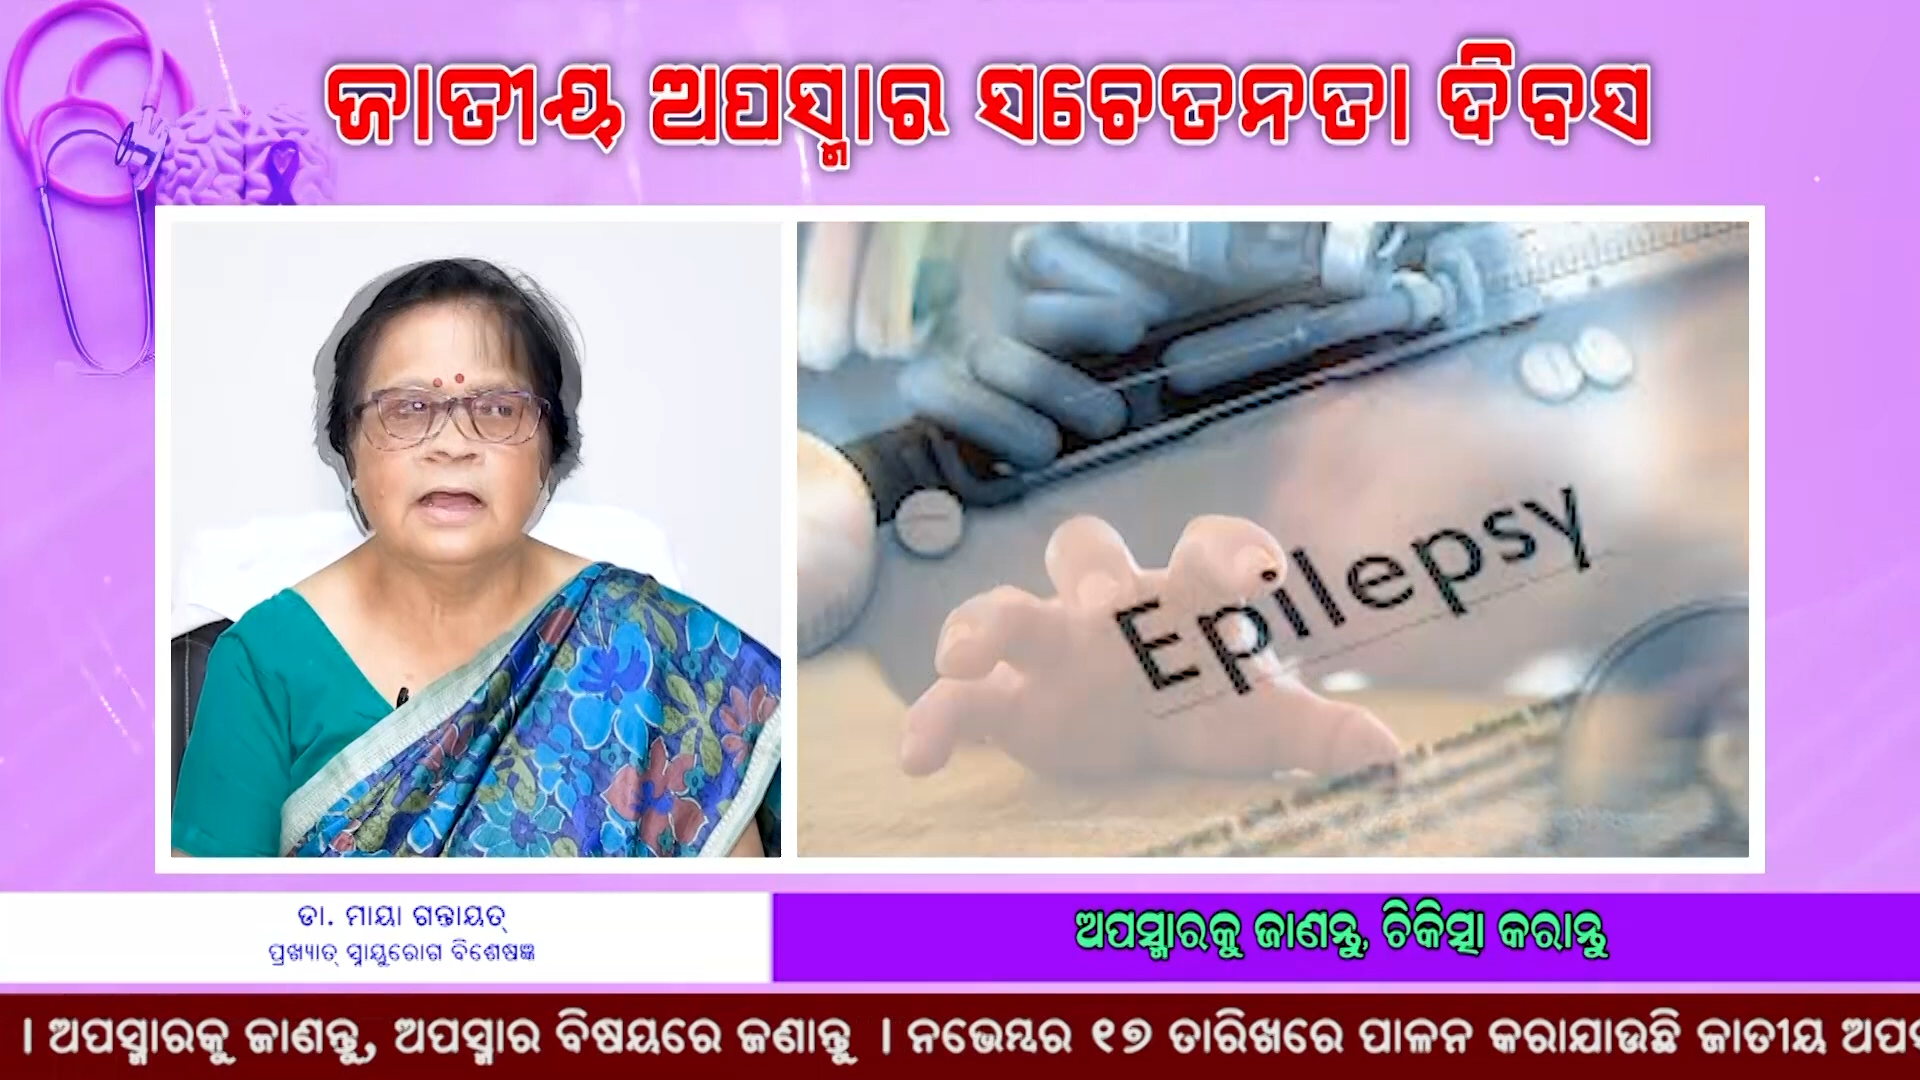 ଜାତୀୟ ଅପସ୍ମାର ସଚେତନତା ଦିବସ
Epilepsy
ଡା. ମାୟା ଗନ୍ତାୟତ୍
ପ୍ରଖ୍ୟାତ୍ ସ୍ନାୟୁରୋଗ ବିଶେଷଜ୍ଞ
ଅପସ୍ମାରକୁ ଜାଣନ୍ତୁ, ଚିକିତ୍ସା କରାନ୍ତୁ
। ଅପସ୍ମାରକୁ ଜାଣନ୍ତୁ, ଅପସ୍ମାର ବିଷୟରେ ଜଣାନ୍ତୁ । ନଭେମ୍ବର ୧୭ ତାରିଖରେ ପାଳନ କରାଯାଉଛି ଜାତୀୟ ଅପସ